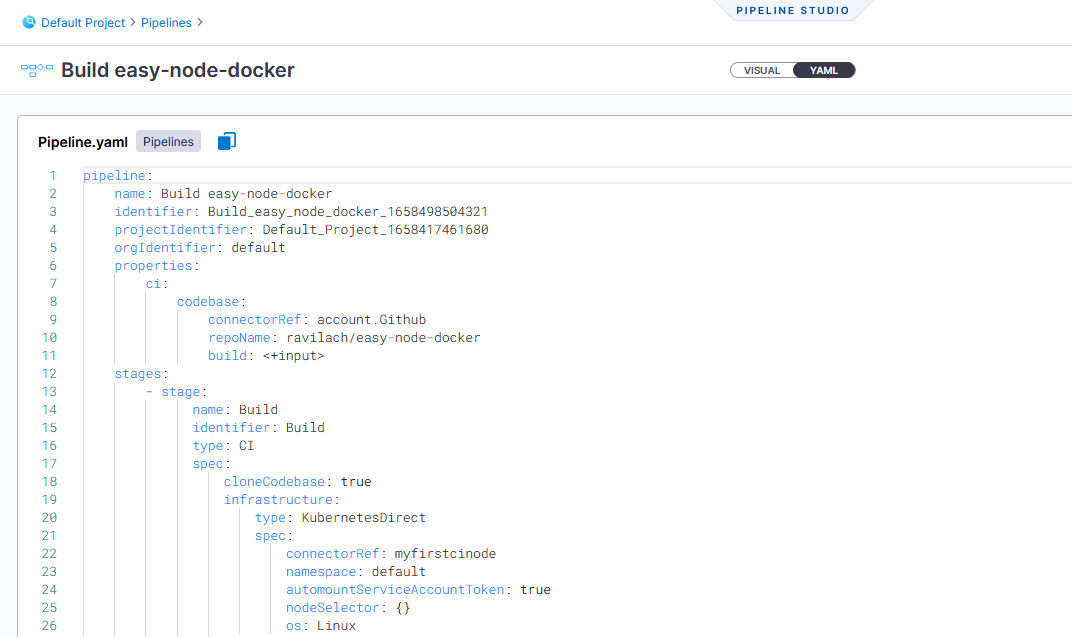 Default Project > Pipelines >
PIPELINE STUDIO
Build easy-node-docker
VISUAL YAML
Pipeline.yaml Pipelines
1 pipeline:
2     name: Build easy-node-docker
3     identifier: Build_easy_node_docker_1658498504321
4     projectIdentifier: Default_Project_1658417461680
5     orgIdentifier: default
6     properties:
7         ci:
8             codebase:
9                 connectorRef: account.Github
10                 repoName: ravilach/easy-node-docker
11                 build: <+input>
12     stages:
13         - stage:
14               name: Build
15               identifier: Build
16               type: CI
17               spec:
18                   cloneCodebase: true
19                   infrastructure:
20                       type: KubernetesDirect
21                       spec:
22                           connectorRef: myfirstcinode
23                           namespace: default
24                           automountServiceAccountToken: true
25                           nodeSelector: {}
26                           os: Linux